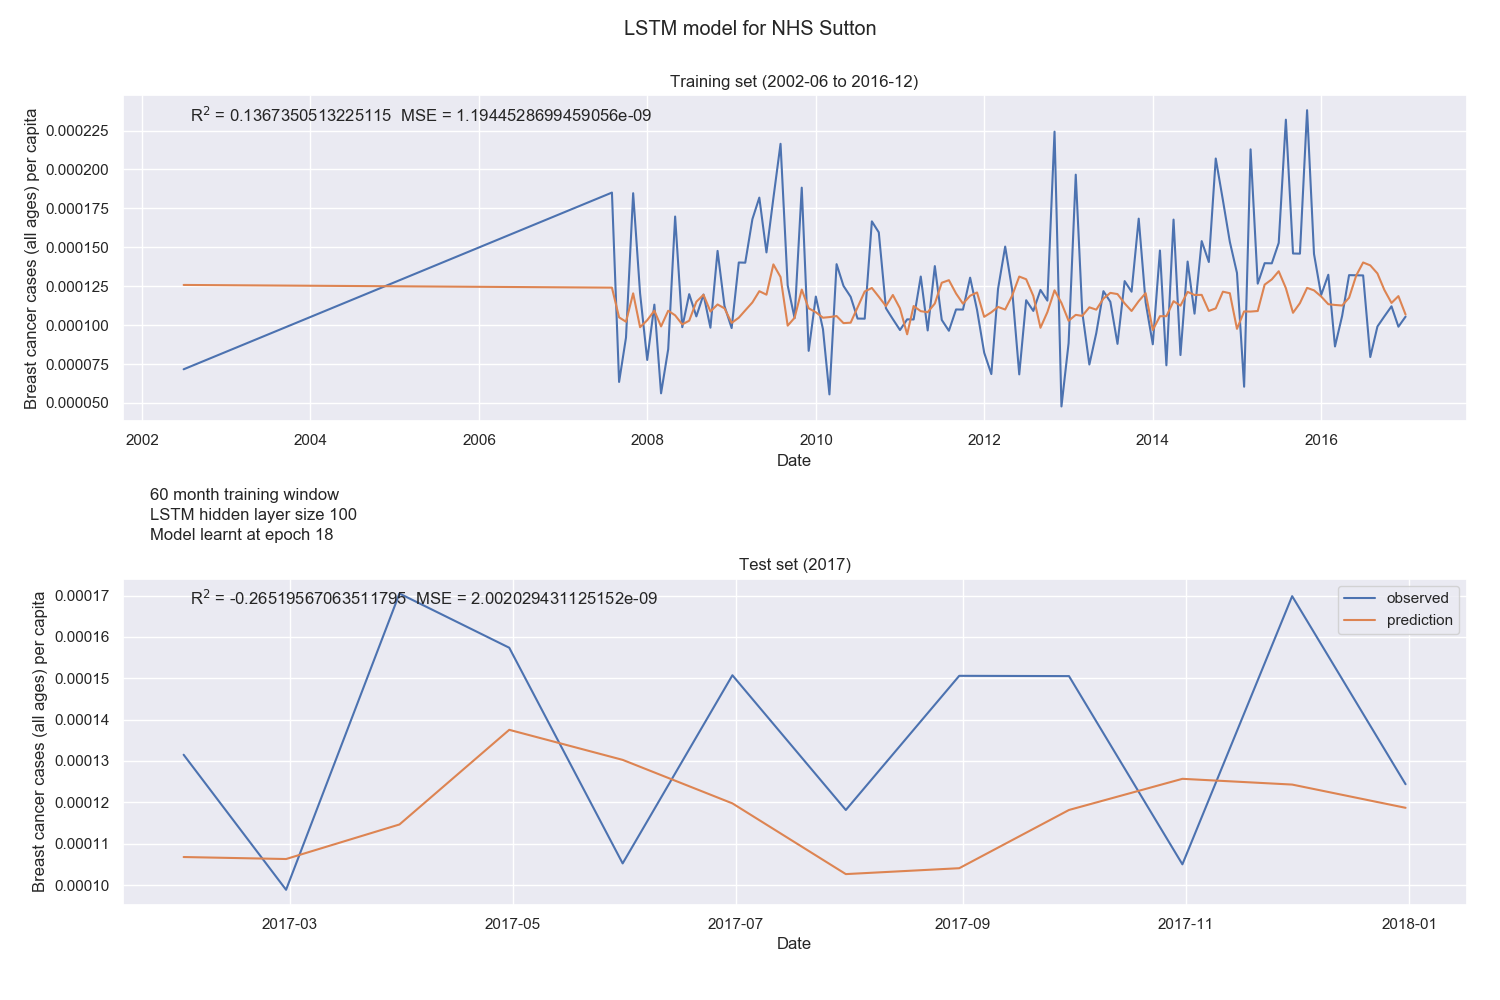 LSTM model for NHS Sutton
Training set (2002-06 to 2016-12)
R² = 0.1367350513225115 MSE = 1.1944528699459056e-09
Breast cancer cases (all ages) per capita
0.000225
0.000200
0.000175
0.000150
0.000125
0.000100
0.000075
0.000050
2002 2004 2006 2008 2010 2012 2014 2016
Date
60 month training window
LSTM hidden layer size 100
Model learnt at epoch 18
Test set (2017)
R² = -0.26519567063511795 MSE = 2.002029431125152e-09
observed
prediction
Breast cancer cases (all ages) per capita
0.00017
0.00016
0.00015
0.00014
0.00013
0.00012
0.00011
0.00010
2017-03 2017-05 2017-07 2017-09 2017-11 2018-01
Date